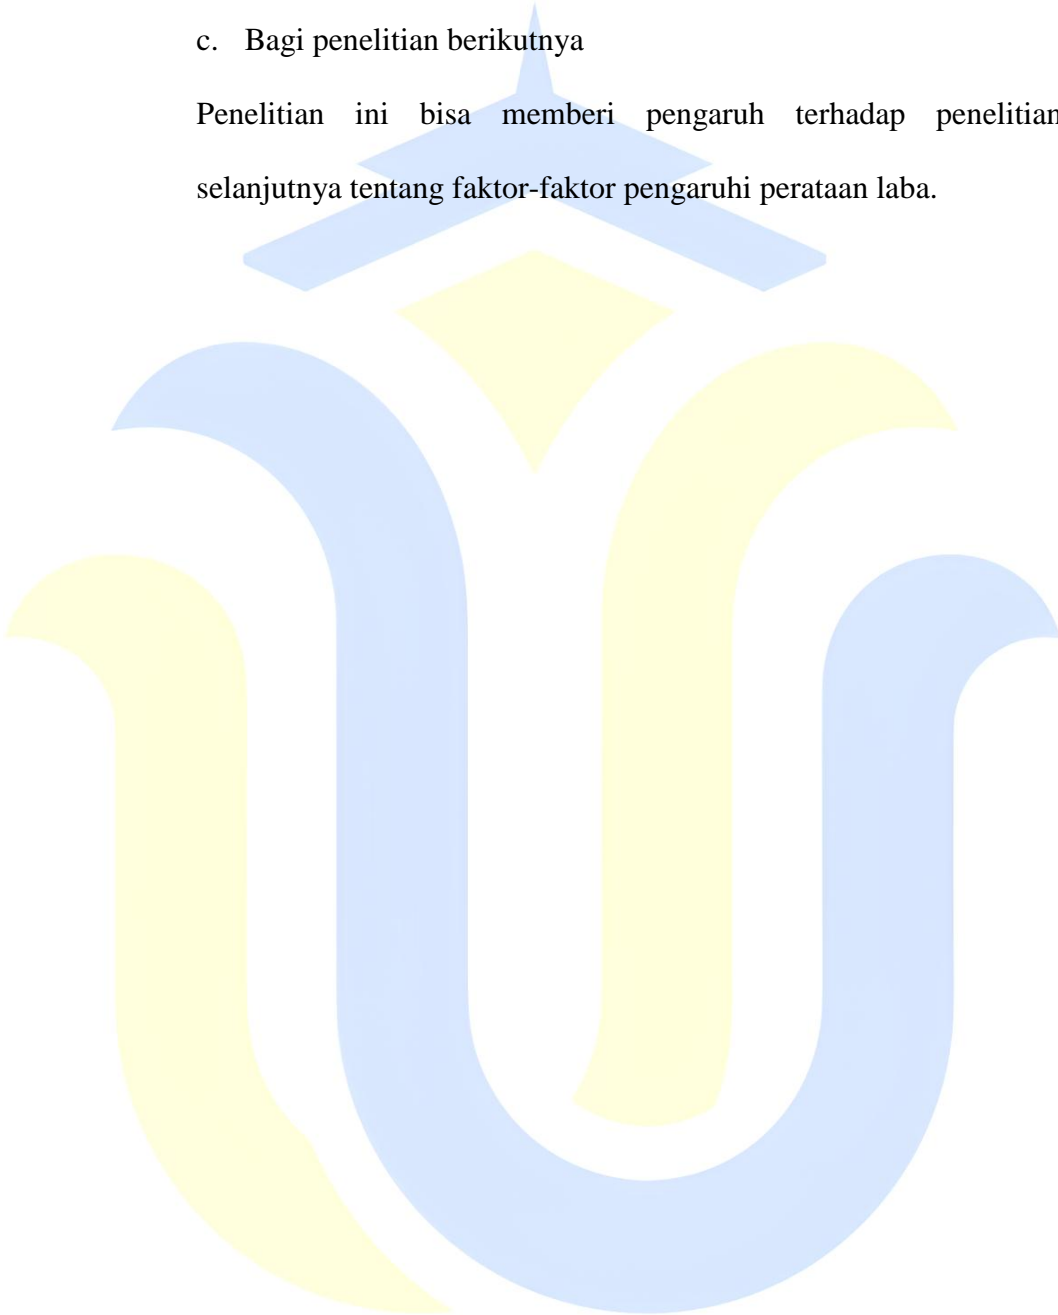 c. Bagi penelitian berikutnya
Penelitian ini bisa memberi pengaruh terhadap penelitian
selanjutnya tentang faktor-faktor pengaruhi perataan laba.